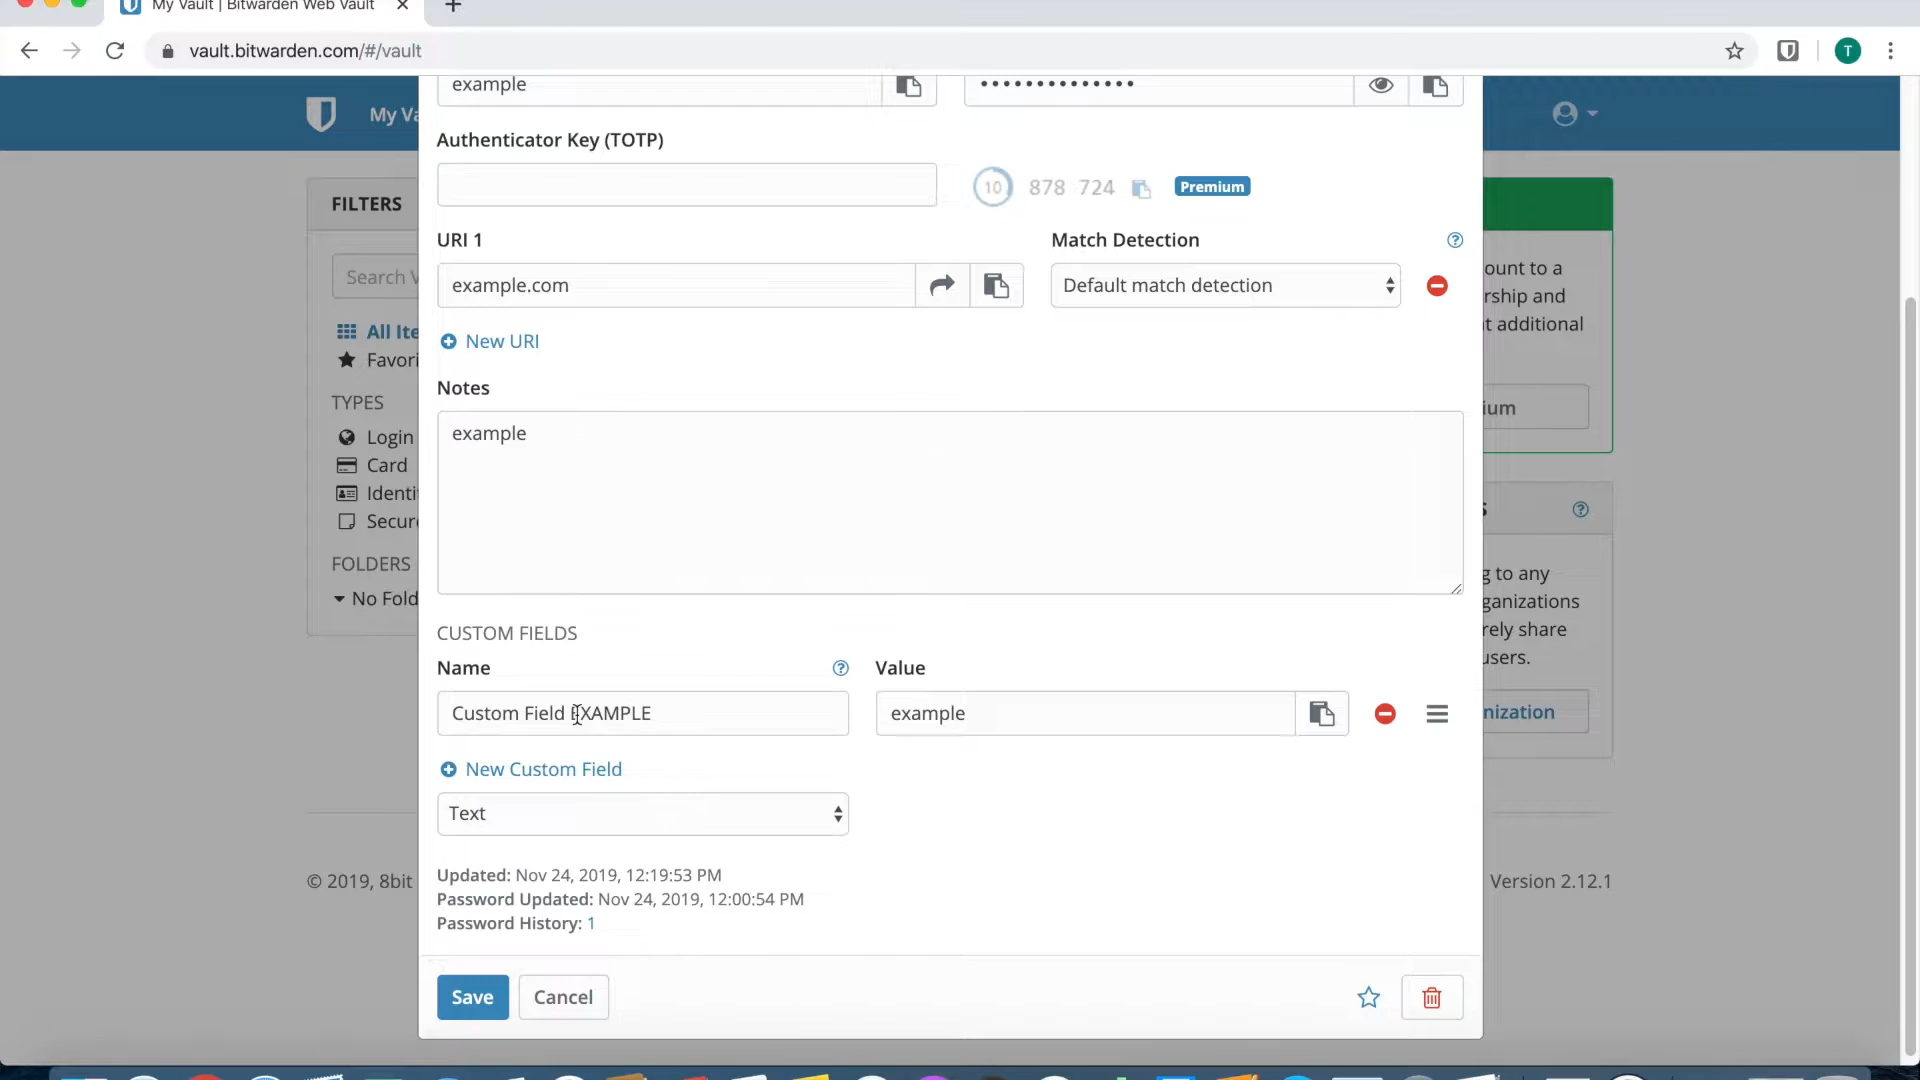 My Vault | Bitwarden Web Vault
vault.bitwarden.com/#/vault
T
example
My Va
Authenticator Key (TOTP)
10 878 724 Premium
FILTERS
URI 1
Match Detection
Search V
example.com
Default match detection
ount to a
rship and
t additional
All Ite
New URI
Favori
Notes
TYPES
ium
example
Login
Card
Identi
Secure
FOLDERS
g to any
No Fold
ganizations
rely share
CUSTOM FIELDS
users.
Name
Value
Custom Field EXAMPLE
example
nization
New Custom Field
Text
Updated: Nov 24, 2019, 12:19:53 PM
© 2019, 8bit
Version 2.12.1
Password Updated: Nov 24, 2019, 12:00:54 PM
Password History: 1
Save
Cancel